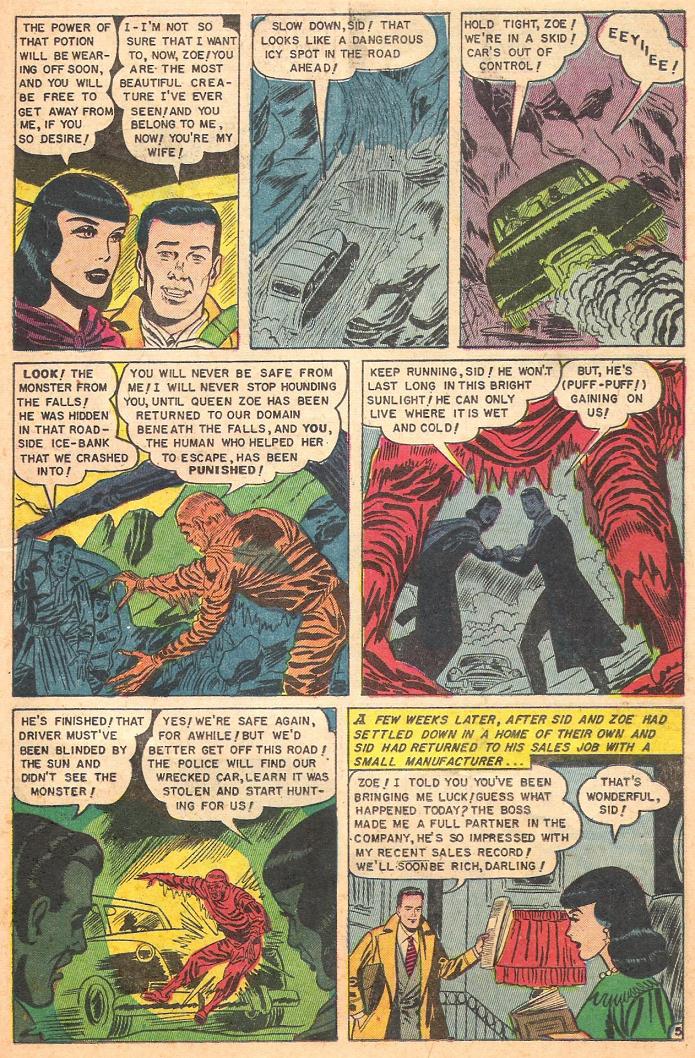 THE POWER OF
THAT POTION
WILL BE WEAR-
ING OFF SOON,
AND YOU WILL
BE FREE TO
GET AWAY FROM
ME, IF YOU
SO DESIRE!
I-I'M NOT SO
SURE THAT I WANT
TO, NOW, ZOE! YOU
ARE THE MOST
BEAUTIFUL CREA-
TURE I'VE EVER
SEEN! AND YOU
BELONG TO ME,
NOW! YOU'RE MY
WIFE!
SLOW DOWN, SID! THAT
LOOKS LIKE A DANGEROUS
ICY SPOT IN THE ROAD
AHEAD!
HOLD TIGHT, ZOE!
WE'RE IN A SKID!
CAR'S OUT OF
CONTROL!
EEYIIEE!
LOOK! THE
MONSTER FROM
THE FALLS!
HE WAS HIDDEN
IN THAT ROAD-
SIDE ICE-BANK
THAT WE CRASHED
INTO!
YOU WILL NEVER BE SAFE FROM
ME! I WILL NEVER STOP HOUNDING
YOU, UNTIL QUEEN ZOE HAS BEEN
RETURNED TO OUR DOMAIN
BENEATH THE FALLS, AND YOU,
THE HUMAN WHO HELPED HER
TO ESCAPE, HAS BEEN
PUNISHED!
KEEP RUNNING, SID! HE WON'T
LAST LONG IN THIS BRIGHT
SUNLIGHT! HE CAN ONLY
LIVE WHERE IT IS WET
AND COLD!
BUT, HE'S
(PUFF-PUFF!)
GAINING ON
US!
HE'S FINISHED! THAT
DRIVER MUST'VE
BEEN BLINDED BY
THE SUN AND
DIDN'T SEE THE
MONSTER!
YES! WE'RE SAFE AGAIN,
FOR AWHILE! BUT WE'D
BETTER GET OFF THIS ROAD!
THE POLICE WILL FIND OUR
WRECKED CAR, LEARN IT WAS
STOLEN AND START HUNT-
ING FOR US!
A FEW WEEKS LATER, AFTER SID AND ZOE HAD
SETTLED DOWN IN A HOME OF THEIR OWN AND
SID HAD RETURNED TO HIS SALES JOB WITH A
SMALL MANUFACTURER...
ZOE! I TOLD YOU YOU'VE BEEN
BRINGING ME LUCK! GUESS WHAT
HAPPENED TODAY? THE BOSS
MADE ME A FULL PARTNER IN THE
COMPANY, HE'S SO IMPRESSED WITH
MY RECENT SALES RECORD!
WE'LL SOON BE RICH, DARLING!
THAT'S
WONDERFUL,
SID!
5